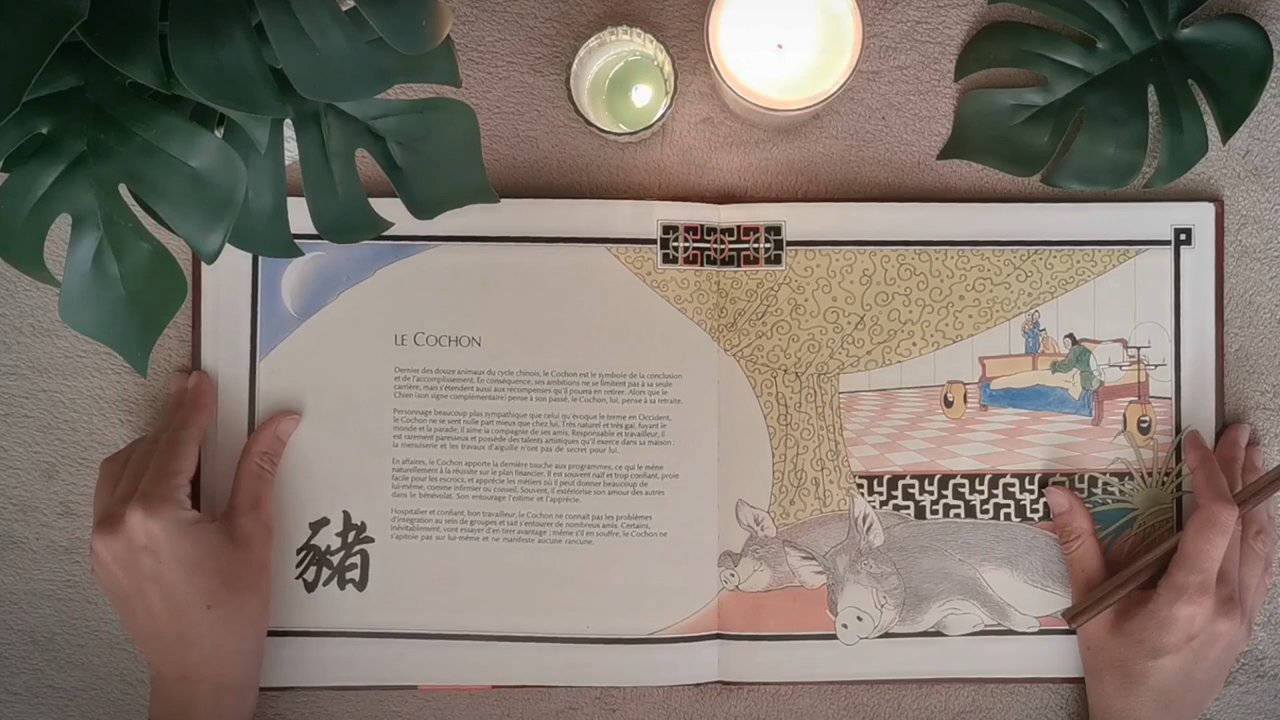 LE COCHON
Dernier des douze animaux du cycle chinois, le Cochon est le symbole de la conclusion
et de l'accomplissement. En conséquence, ses ambitions ne se limitent pas à sa seule
carrière, mais s'étendent aussi aux récompenses qu'il pourra en retirer. Alors que le
Chien (son signe complémentaire) pense à son passé, le Cochon, lui, pense à sa retraite.
Personnage beaucoup plus sympathique que celui qu'évoque le terme en Occident,
le Cochon ne se sent nulle part mieux que chez lui. Très naturel et très gai, fuyant le
monde et la parade, il aime la compagnie de ses amis. Responsable et travailleur, il
est rarement paresseux et possède des talents artistiques qu'il exerce dans sa maison :
la menuiserie et les travaux d'aiguille n'ont pas de secret pour lui.
En affaires, le Cochon apporte la dernière touche aux programmes, ce qui le mène
naturellement à la réussite sur le plan financier. Il est souvent naïf et trop confiant, proie
facile pour les escrocs, et apprécie les métiers où il peut donner beaucoup de
lui-même, comme infirmier ou conseil. Souvent, il extériorise son amour des autres
dans le bénévolat. Son entourage l'estime et l'apprécie.
Hospitalier et confiant, bon travailleur, le Cochon ne connaît pas les problèmes
d'intégration au sein de groupes et sait s'entourer de nombreux amis. Certains,
inévitablement, vont essayer d'en tirer avantage ; même s'il en souffre, le Cochon ne
s'apitoie pas sur lui-même et ne manifeste aucune rancune.
豬